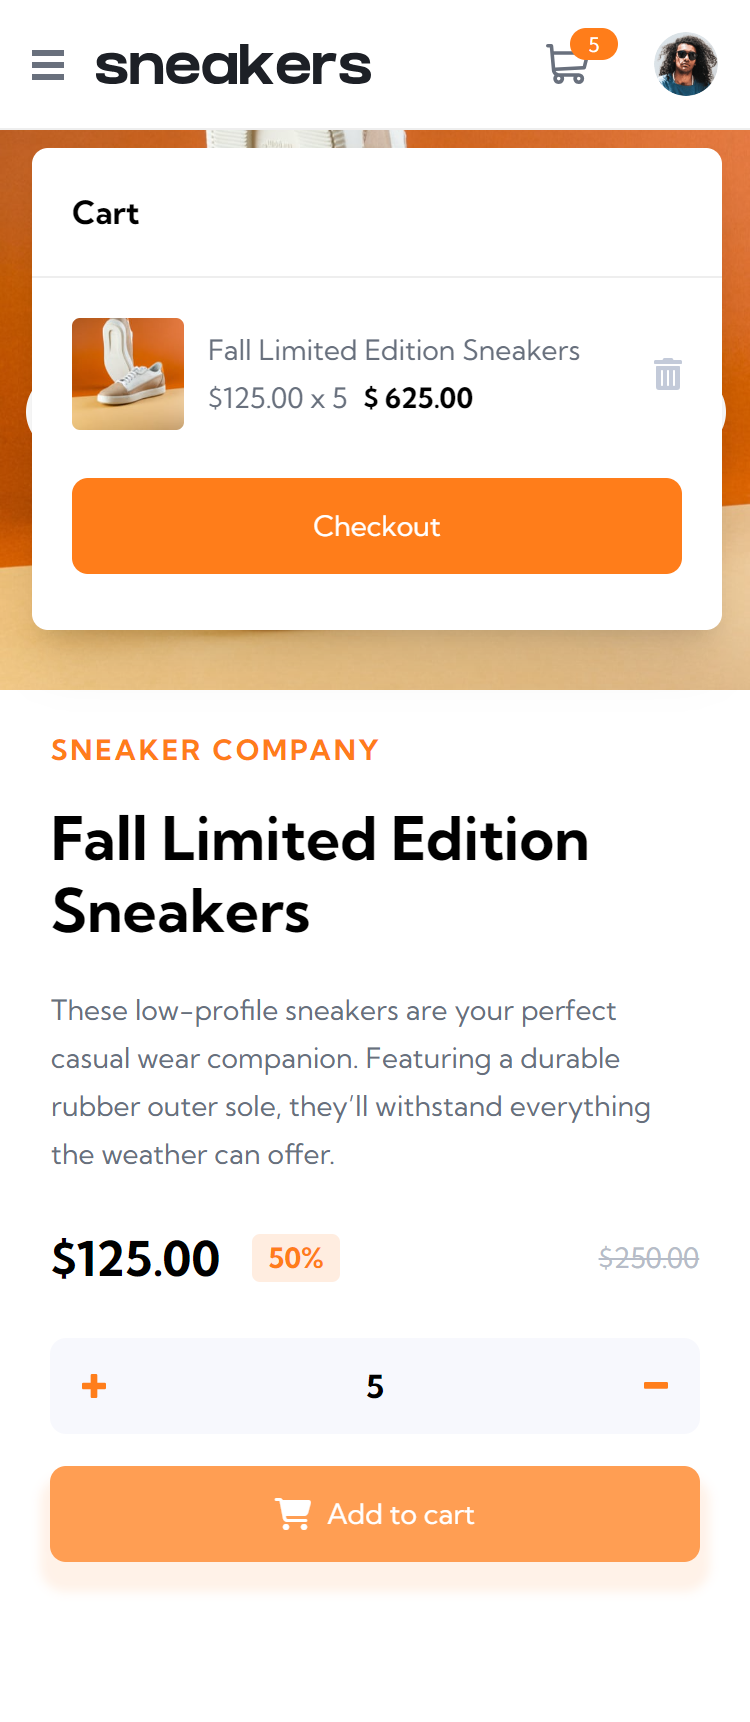 sneakers
5
Cart
Fall Limited Edition Sneakers
$125.00 x 5 $ 625.00
Checkout
SNEAKER COMPANY
Fall Limited Edition
Sneakers
These low-profile sneakers are your perfect
casual wear companion. Featuring a durable
rubber outer sole, they’ll withstand everything
the weather can offer.
$125.00 50% $250.00
+ 5 −
Add to cart